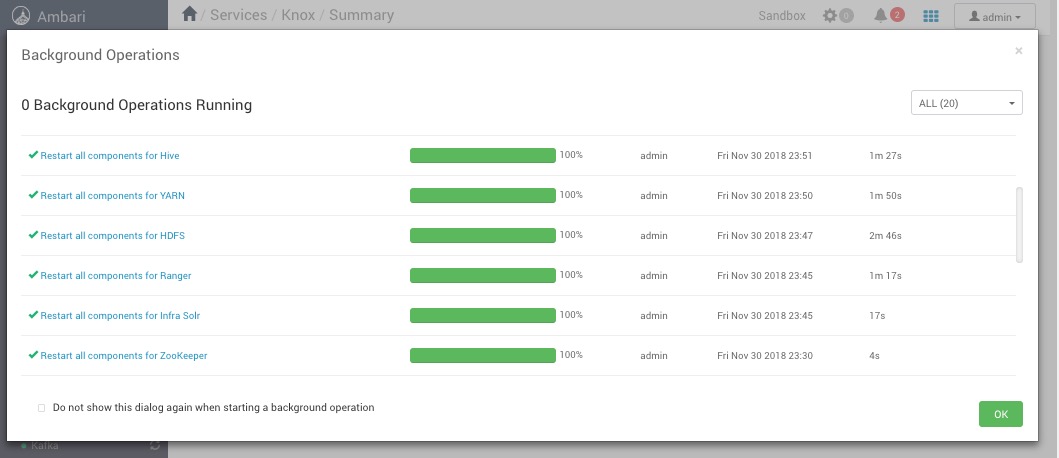 Ambari
/ Services / Knox / Summary
Sandbox
0
2
admin
Background Operations
×
0 Background Operations Running
ALL (20)
Restart all components for Hive 100% admin Fri Nov 30 2018 23:51 1m 27s
Restart all components for YARN 100% admin Fri Nov 30 2018 23:50 1m 50s
Restart all components for HDFS 100% admin Fri Nov 30 2018 23:47 2m 46s
Restart all components for Ranger 100% admin Fri Nov 30 2018 23:45 1m 17s
Restart all components for Infra Solr 100% admin Fri Nov 30 2018 23:45 17s
Restart all components for ZooKeeper 100% admin Fri Nov 30 2018 23:30 4s
Do not show this dialog again when starting a background operation
OK
Kafka